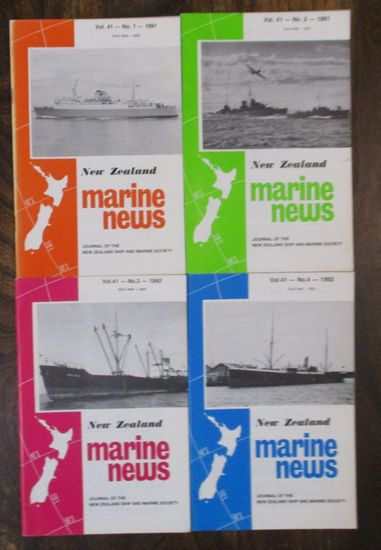 Vol. 41 — No. 1 — 1991
New Zealand
marine
news
JOURNAL OF THE
NEW ZEALAND SHIP AND MARINE SOCIETY
Vol. 41 — No. 2 — 1991
New Zealand
marine
news
JOURNAL OF THE
NEW ZEALAND SHIP AND MARINE SOCIETY
Vol. 41 — No. 3 — 1992
New Zealand
marine
news
JOURNAL OF THE
NEW ZEALAND SHIP AND MARINE SOCIETY
Vol. 41 — No. 4 — 1992
New Zealand
marine
news
JOURNAL OF THE
NEW ZEALAND SHIP AND MARINE SOCIETY